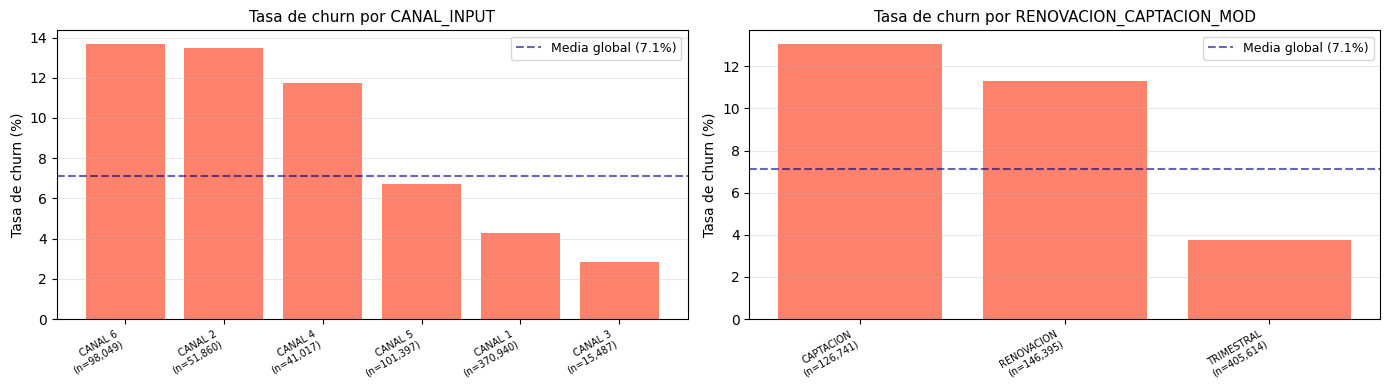 Tasa de churn por CANAL_INPUT
Tasa de churn (%)
14
12
10
8
6
4
2
0
Media global (7.1%)
CANAL 6
(n=98,049)
CANAL 2
(n=51,860)
CANAL 4
(n=41,017)
CANAL 5
(n=101,397)
CANAL 1
(n=370,940)
CANAL 3
(n=15,487)
Tasa de churn por RENOVACION_CAPTACION_MOD
Tasa de churn (%)
12
10
8
6
4
2
0
Media global (7.1%)
CAPTACION
(n=126,741)
RENOVACION
(n=146,395)
TRIMESTRAL
(n=405,614)